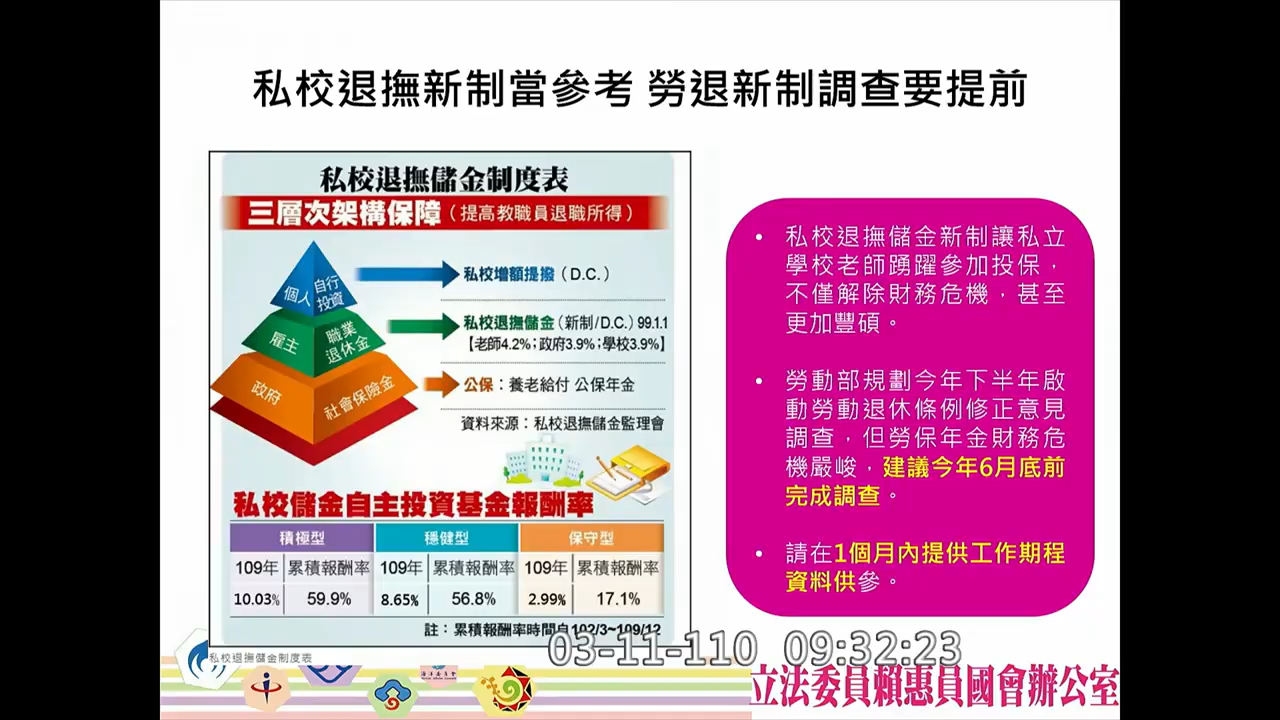 私校退撫新制當參考 勞退新制調查要提前
私校退撫儲金制度表
三層次架構保障（提高教職員退職所得）
個人 自行投資
私校增額提撥（D.C.）
雇主 職業退休金
私校退撫儲金（新制/D.C.）99.1.1
【老師4.2%；政府3.9%；學校3.9%】
政府 社會保險金
公保：養老給付 公保年金
資料來源：私校退撫儲金監理會
私校儲金自主投資基金報酬率
積極型 穩健型 保守型
109年 累積報酬率 109年 累積報酬率 109年 累積報酬率
10.03% 59.9% 8.65% 56.8% 2.99% 17.1%
註：累積報酬率時間自102/3~109/12
私校退撫儲金制度表
• 私校退撫儲金新制讓私立
學校老師踴躍參加投保，
不僅解除財務危機，甚至
更加豐碩。
• 勞動部規劃今年下半年啟
動勞動退休條例修正意見
調查，但勞保年金財務危
機嚴峻，建議今年6月底前
完成調查。
• 請在1個月內提供工作期程
資料供參。
03-11-110 09:32:23
立法委員賴惠員國會辦公室